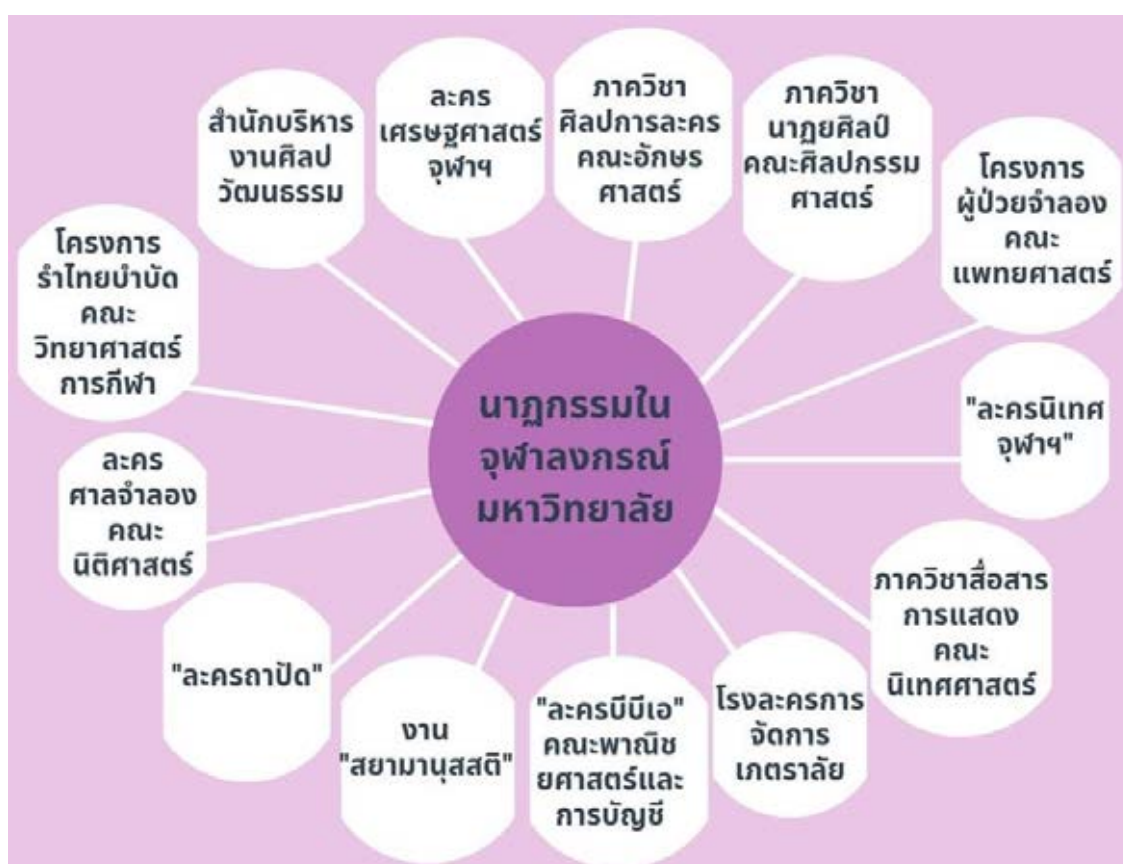 นาฏกรรมใน
จุฬาลงกรณ์
มหาวิทยาลัย
สำนักบริหาร
งานศิลป
วัฒนธรรม
ละคร
เศรษฐศาสตร์
จุฬาฯ
ภาควิชา
ศิลปการละคร
คณะอักษร
ศาสตร์
ภาควิชา
นาฏยศิลป์
คณะศิลปกรรม
ศาสตร์
โครงการ
ผู้ป่วยจำลอง
คณะ
แพทยศาสตร์
"ละครนิเทศ
จุฬาฯ"
ภาควิชาสื่อสาร
การแสดง
คณะ
นิเทศศาสตร์
โรงละครการ
จัดการ
เภตราลัย
"ละครบีบีเอ"
คณะพาณิช
ยศาสตร์และ
การบัญชี
งาน
"สยามานุสสติ"
"ละครถาปัด"
ละคร
ศาลจำลอง
คณะ
นิติศาสตร์
โครงการ
รำไทยบำบัด
คณะ
วิทยาศาสตร์
การกีฬา